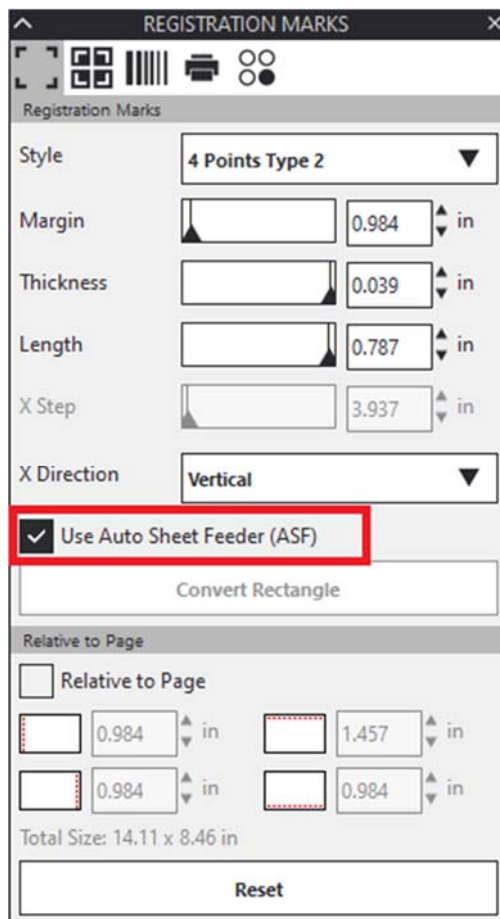 REGISTRATION MARKS
Registration Marks
Style 4 Points Type 2
Margin 0.984 in
Thickness 0.039 in
Length 0.787 in
X Step 3.937 in
X Direction Vertical
Use Auto Sheet Feeder (ASF)
Convert Rectangle
Relative to Page
Relative to Page
0.984 in 1.457 in
0.984 in 0.984 in
Total Size: 14.11 x 8.46 in
Reset